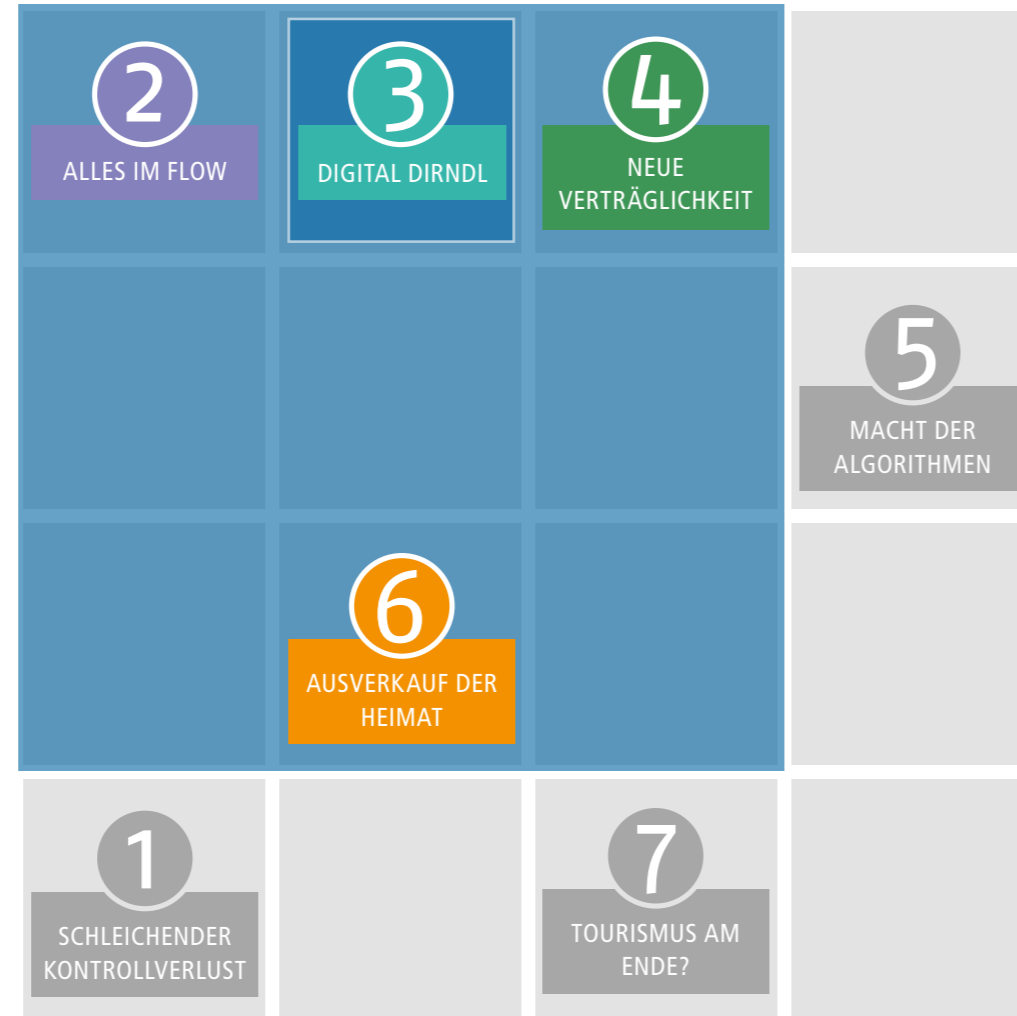 2
ALLES IM FLOW
3
DIGITAL DIRNDL
4
NEUE
VERTRÄGLICHKEIT
5
MACHT DER
ALGORITHMEN
6
AUSVERKAUF DER
HEIMAT
1
SCHLEICHENDER
KONTROLLVERLUST
7
TOURISMUS AM
ENDE?